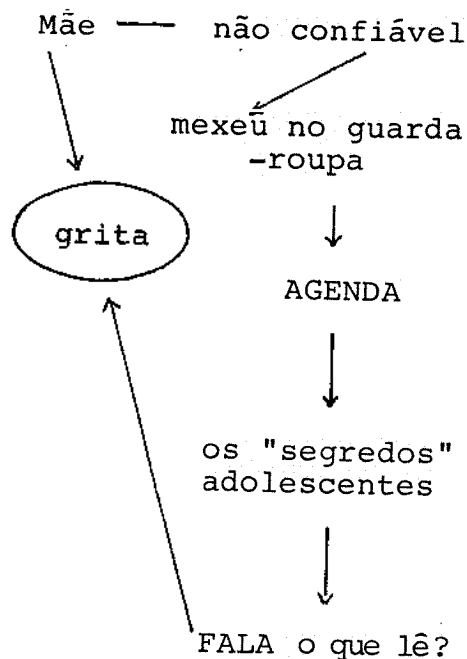 Mãe — não confiável
mexeu no guarda
-roupa
grita
AGENDA
os "segredos"
adolescentes
FALA o que lê?